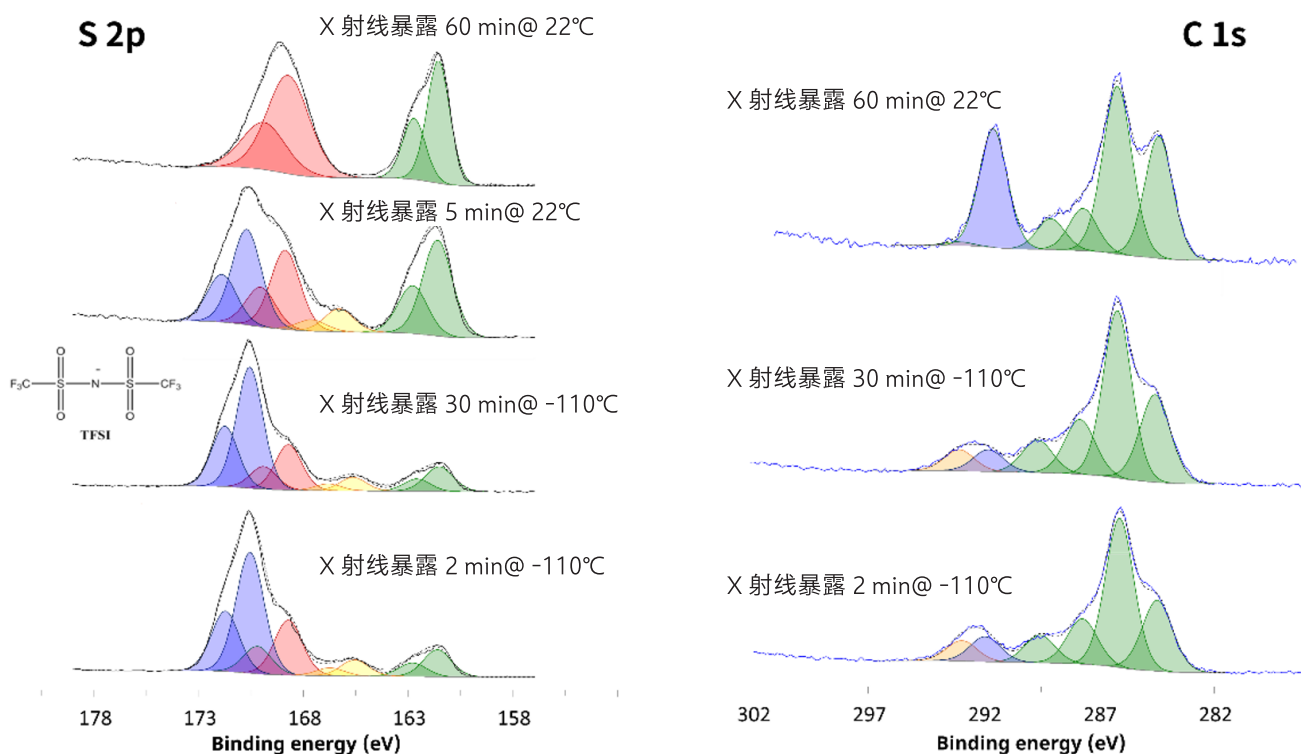 S 2p
X 射线暴露 60 min@ 22℃
X 射线暴露 5 min@ 22℃
O O
F₃C S N S CF₃
-
O O
TFSI
X 射线暴露 30 min@ -110℃
X 射线暴露 2 min@ -110℃
178 173 168 163 158
Binding energy (eV)
C 1s
X 射线暴露 60 min@ 22℃
X 射线暴露 30 min@ -110℃
X 射线暴露 2 min@ -110℃
302 297 292 287 282
Binding energy (eV)